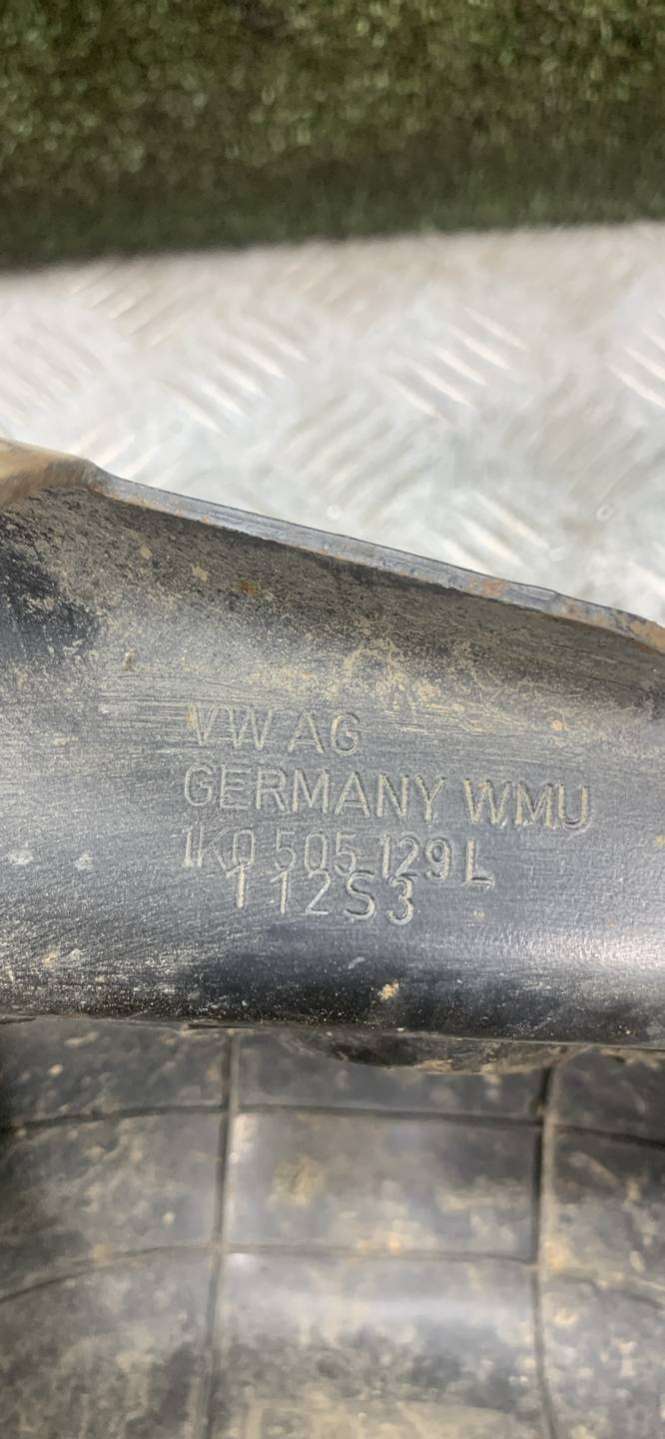 VW AG
GERMANY WMU
1K0 505 129 L
112S3